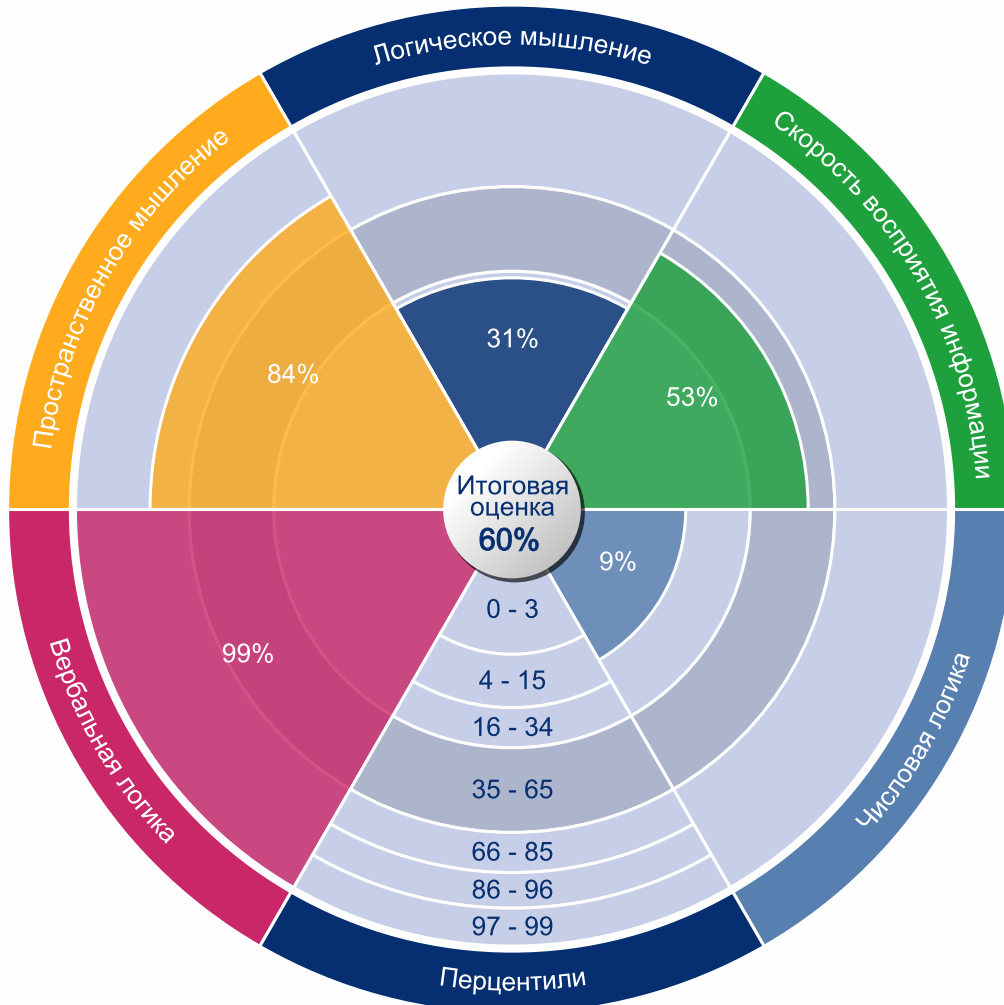 Логическое мышление
Скорость восприятия информации
Пространственное мышление
31%
84%
53%
Итоговая
оценка
60%
9%
0 - 3
99%
4 - 15
16 - 34
35 - 65
66 - 85
86 - 96
97 - 99
Вербальная логика
Числовая логика
Перцентили